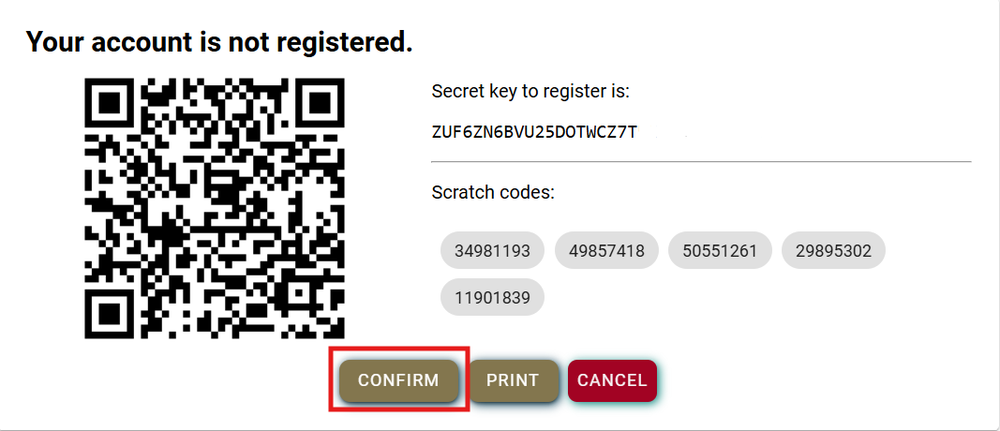 Your account is not registered.
Secret key to register is:
ZUF6ZN6BVU25DOTWCZ7T
Scratch codes:
34981193 49857418 50551261 29895302
11901839
CONFIRM PRINT CANCEL